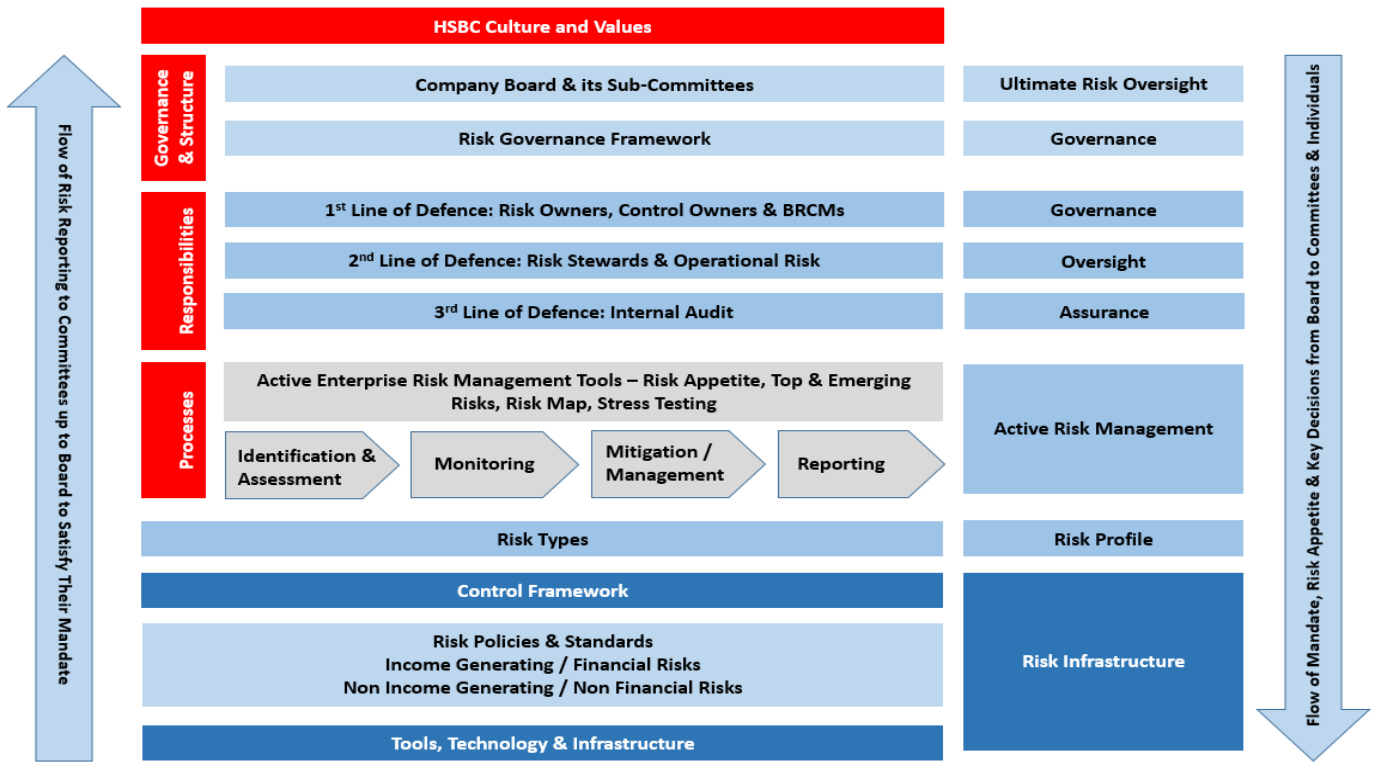 HSBC Culture and Values
Flow of Risk Reporting to Committees up to Board to Satisfy Their Mandate
Governance
& Structure
Company Board & its Sub-Committees
Ultimate Risk Oversight
Risk Governance Framework
Governance
Responsibilities
1st Line of Defence: Risk Owners, Control Owners & BRCMs
Governance
2nd Line of Defence: Risk Stewards & Operational Risk
Oversight
3rd Line of Defence: Internal Audit
Assurance
Processes
Active Enterprise Risk Management Tools – Risk Appetite, Top & Emerging
Risks, Risk Map, Stress Testing
Identification &
Assessment
Monitoring
Mitigation /
Management
Reporting
Active Risk Management
Risk Types
Risk Profile
Control Framework
Risk Policies & Standards
Income Generating / Financial Risks
Non Income Generating / Non Financial Risks
Tools, Technology & Infrastructure
Risk Infrastructure
Flow of Mandate, Risk Appetite & Key Decisions from Board to Committees & Individuals